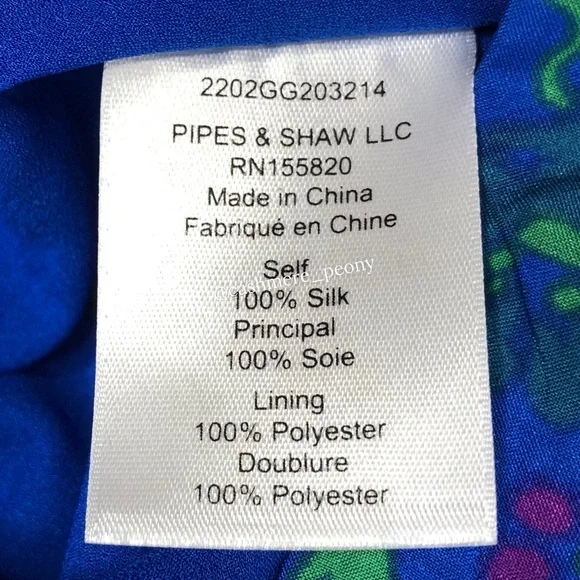 2202GG203214
PIPES & SHAW LLC
RN155820
Made in China
Fabriqué en Chine
Self
100% Silk
Principal
100% Soie
Lining
100% Polyester
Doublure
100% Polyester